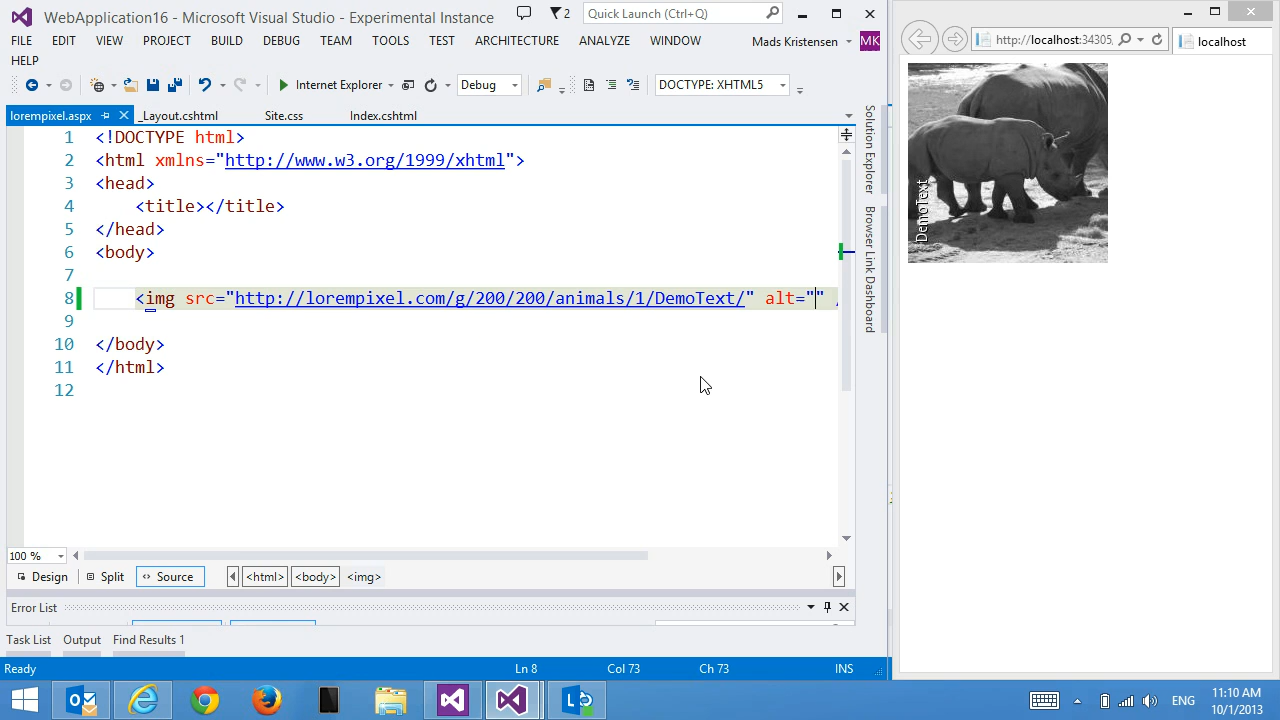 WebApplication16 - Microsoft Visual Studio - Experimental Instance
2
Quick Launch (Ctrl+Q)
FILE EDIT VIEW PROJECT BUILD DEBUG TEAM TOOLS TEST ARCHITECTURE ANALYZE WINDOW
Mads Kristensen
MK
HELP
Internet Explorer
Debug
DOCTYPE: XHTML5
lorempixel.aspx
_Layout.cshtml
Site.css
Index.cshtml
1 <!DOCTYPE html>
2 <html xmlns="http://www.w3.org/1999/xhtml">
3 <head>
4 <title></title>
5 </head>
6 <body>
7
8 <img src="http://lorempixel.com/g/200/200/animals/1/DemoText/" alt="" /
9
10 </body>
11 </html>
12
100 %
Design
Split
Source
<html>
<body>
<img>
Error List
Task List
Output
Find Results 1
Ready
Ln 8
Col 73
Ch 73
INS
Solution Explorer
Browser Link Dashboard
http://localhost:34305
localhost
DemoText
ENG
11:10 AM
10/1/2013